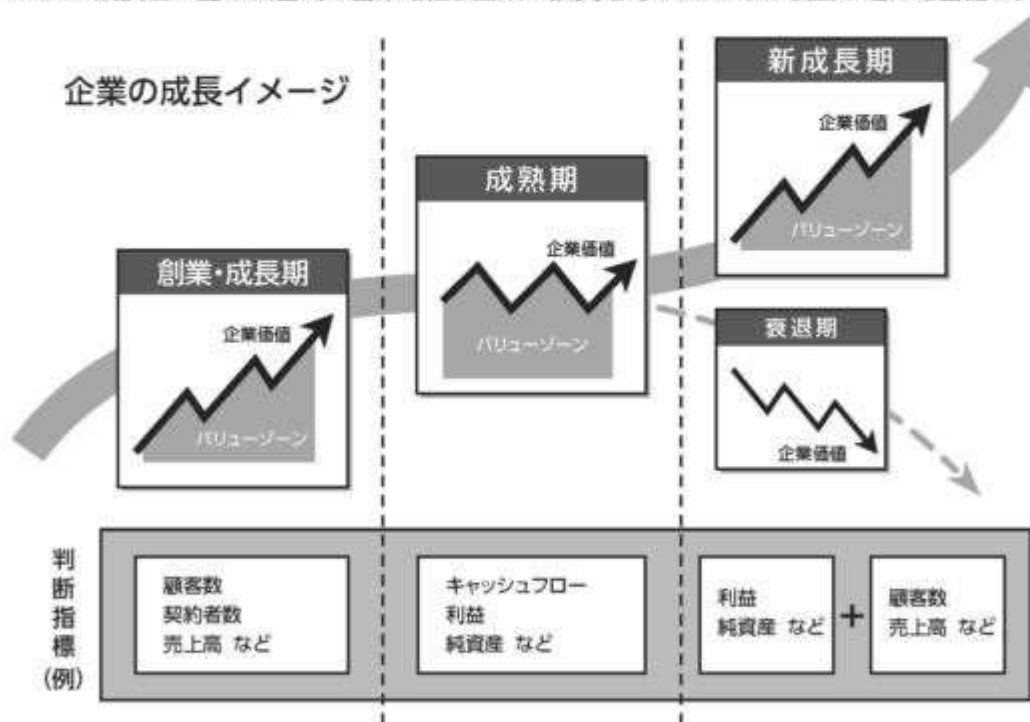 企業の成長イメージ
創業・成長期
企業価値
バリューゾーン
成熟期
企業価値
バリューゾーン
新成長期
企業価値
バリューゾーン
衰退期
企業価値
判断指標(例)
顧客数
契約者数
売上高 など
キャッシュフロー
利益
純資産 など
利益
純資産 など
+
顧客数
売上高 など